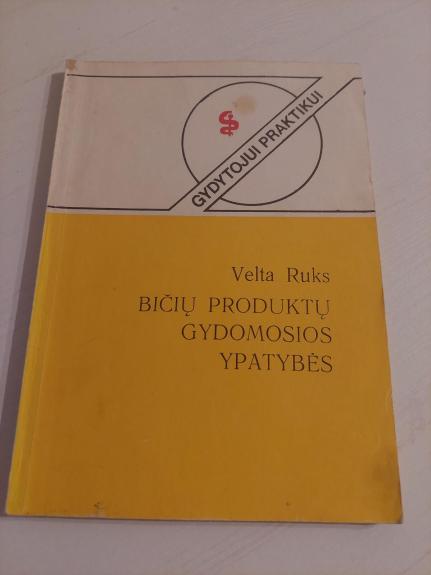 GYDYTOJUI PRAKTIKUI
Velta Ruks
BIČIŲ PRODUKTŲ
GYDOMOSIOS
YPATYBĖS